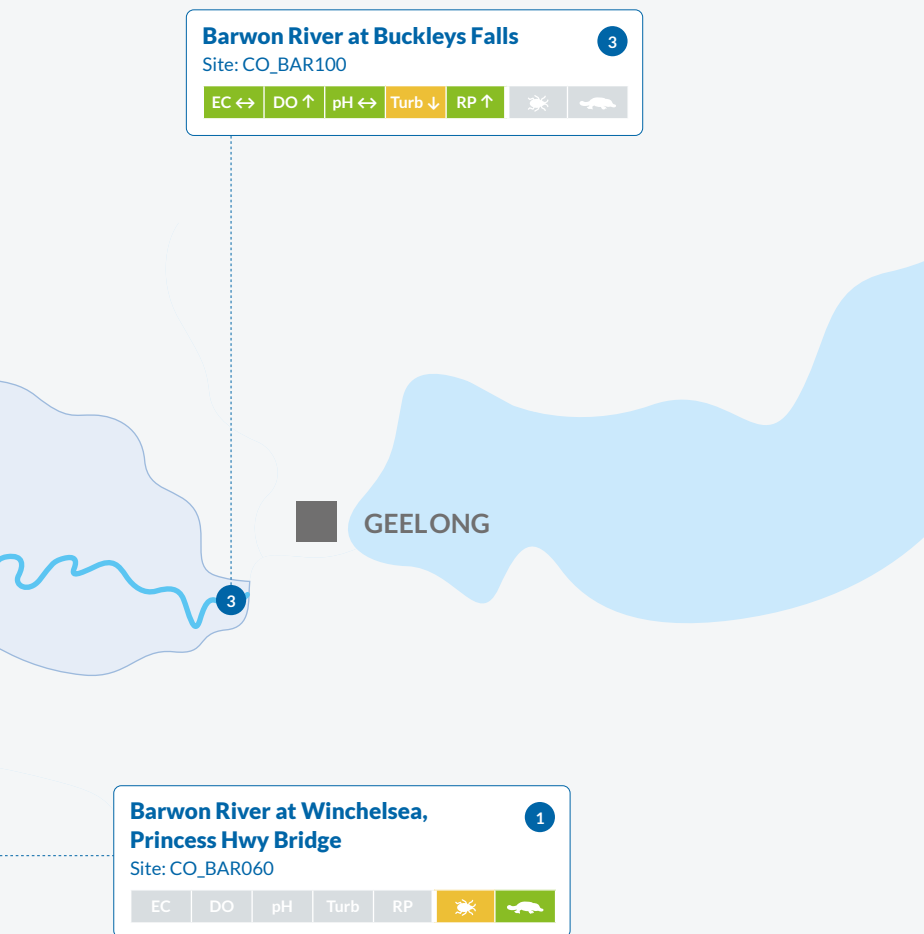 Barwon River at Buckleys Falls
3
Site: CO_BAR100
EC ↔ DO ↑ pH ↔ Turb ↓ RP ↑
GEELONG
3
Barwon River at Winchelsea,
Princess Hwy Bridge
1
Site: CO_BAR060
EC DO pH Turb RP